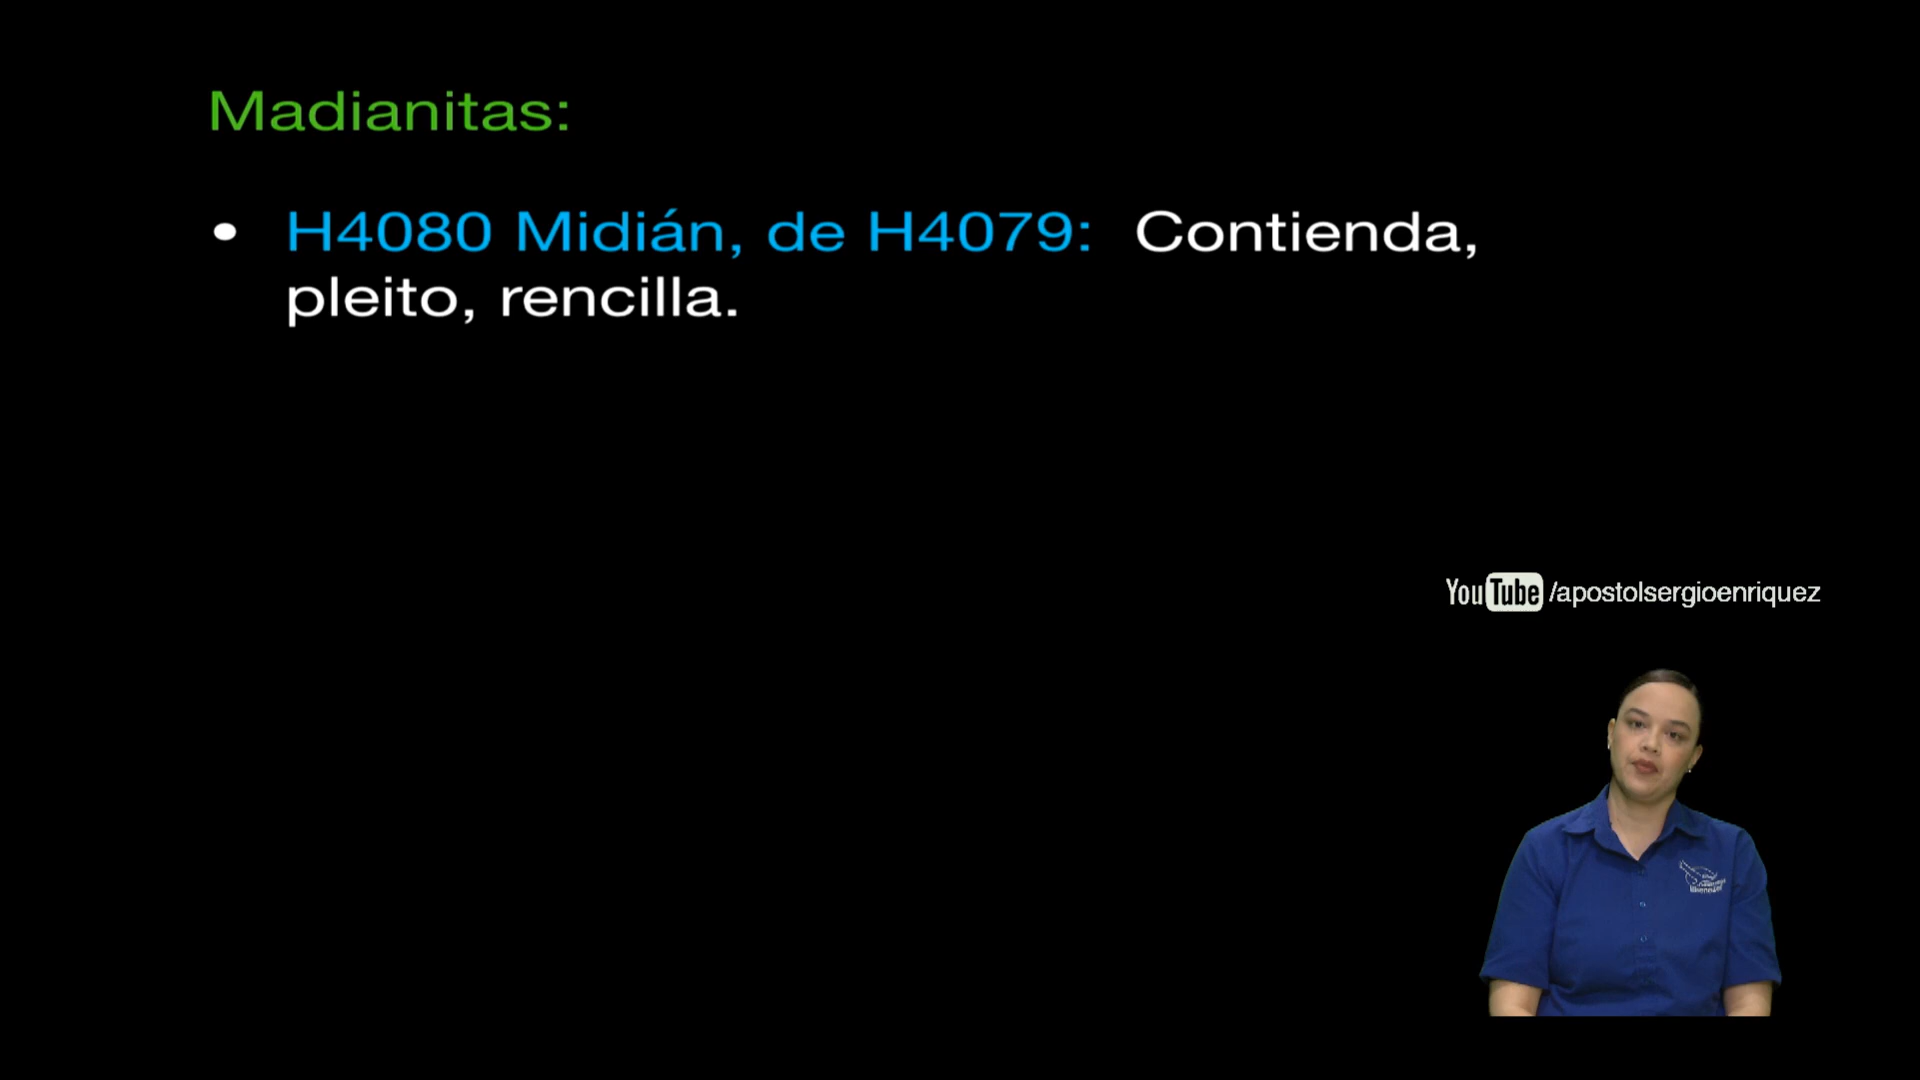 Madianitas:
• H4080 Midián, de H4079: Contienda,
pleito, rencilla.
YouTube /apostolsergioenriquez